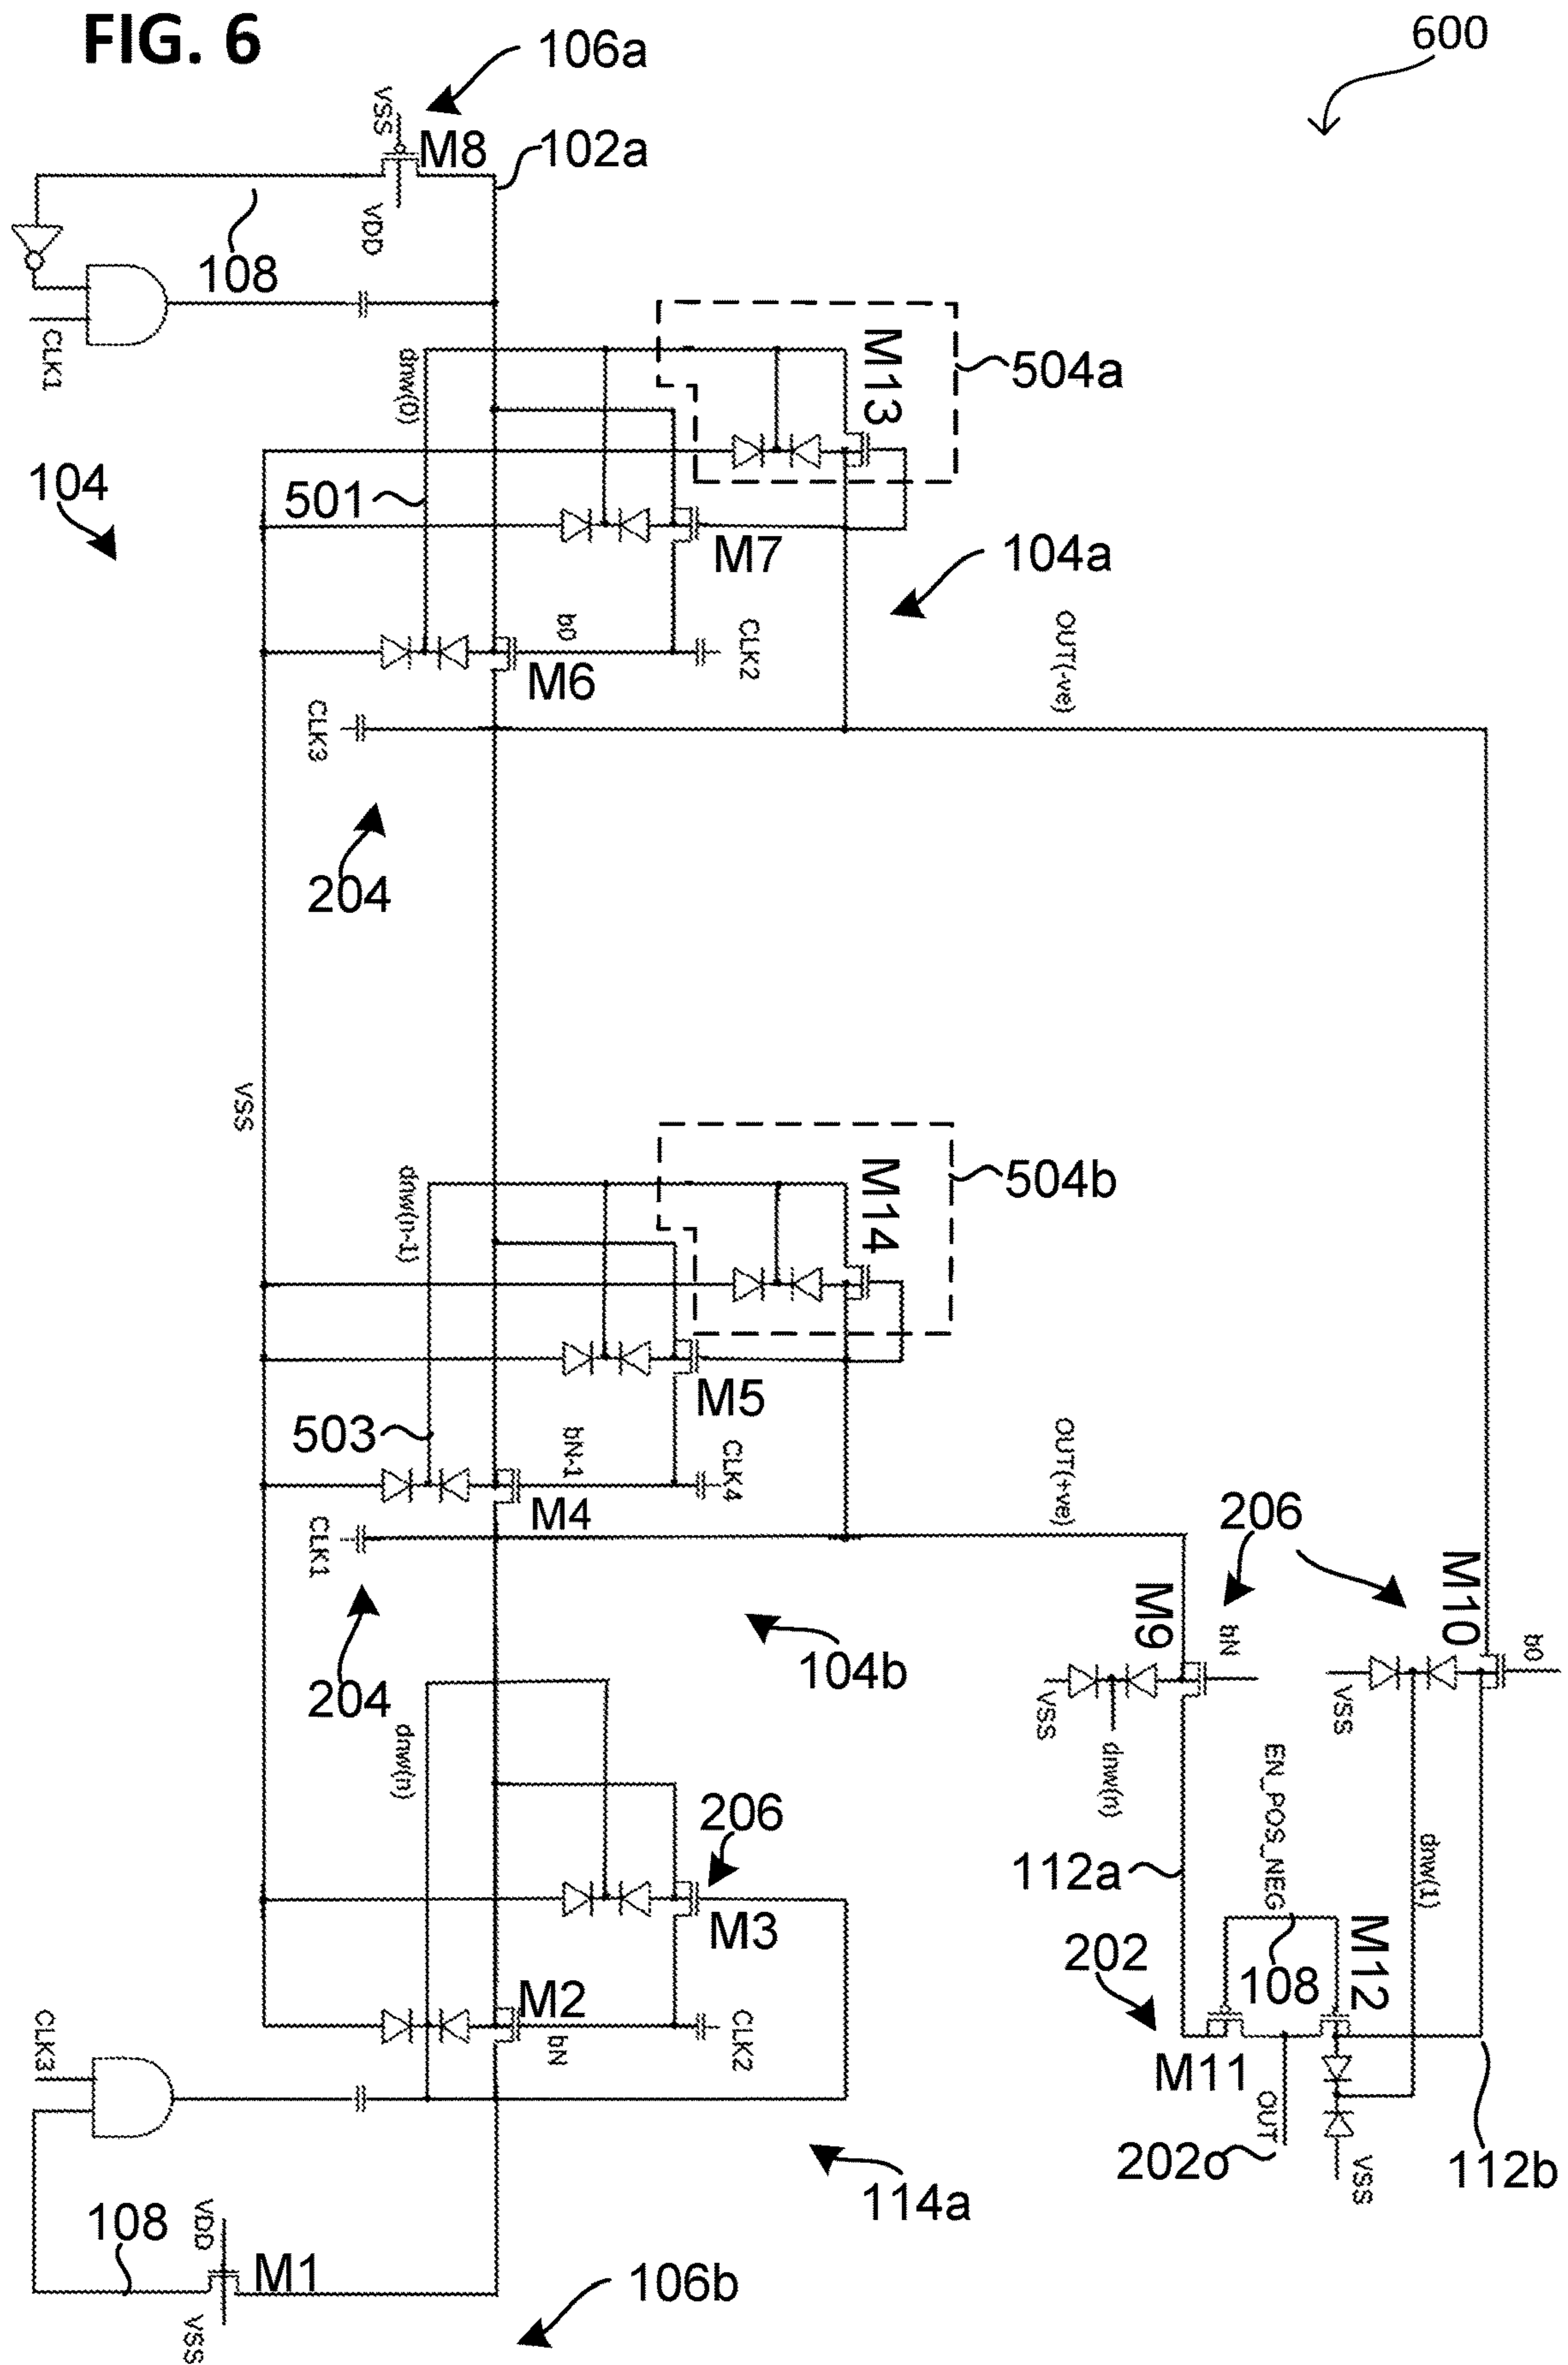 FIG. 6
600
106a
VSS
M8
102a
VDD
108
CLK1
504a
M13
dnw(0)
104
501
M7
104a
b0
CLK2
OUT(-ve)
M6
CLK3
204
VSS
504b
M14
dnw(n-1)
M5
503
bN-1
CLK4
OUT(+ve)
M4
CLK1
206
M10
M9
bN
b0
104b
204
VSS
VSS
dnw(n)
dnw(n)
EN_POS_NEG
206
112a
dnw(1)
M3
202
108
M12
M2
bN
CLK2
CLK3
M11
OUT
202o
VSS
112b
114a
108
VDD
M1
VSS
106b